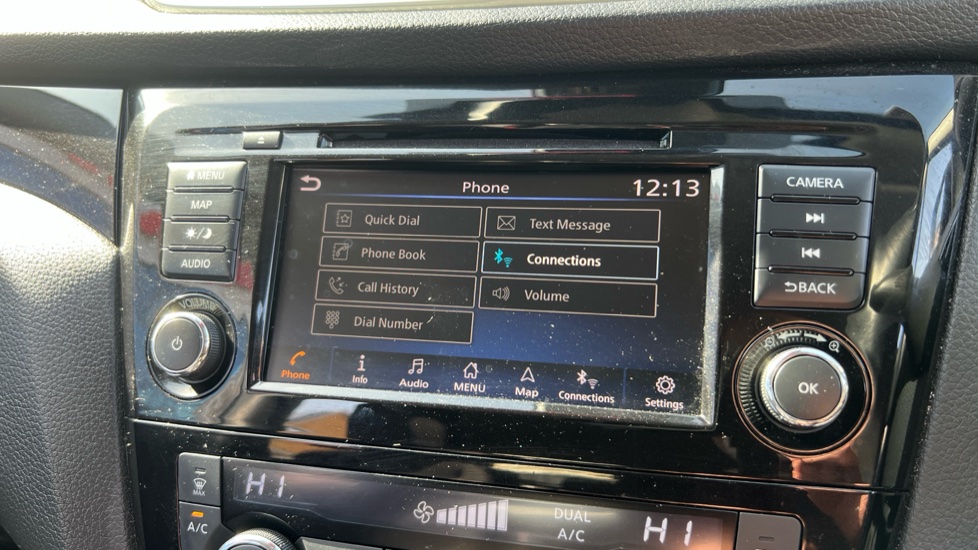 MENU
MAP
AUDIO
VOLUME
Phone 12:13
Quick Dial
Text Message
Phone Book
Connections
Call History
Volume
Dial Number
Phone
Info
Audio
MENU
Map
Connections
Settings
CAMERA
BACK
OK
MAX
A/C
HI
DUAL
A/C
HI